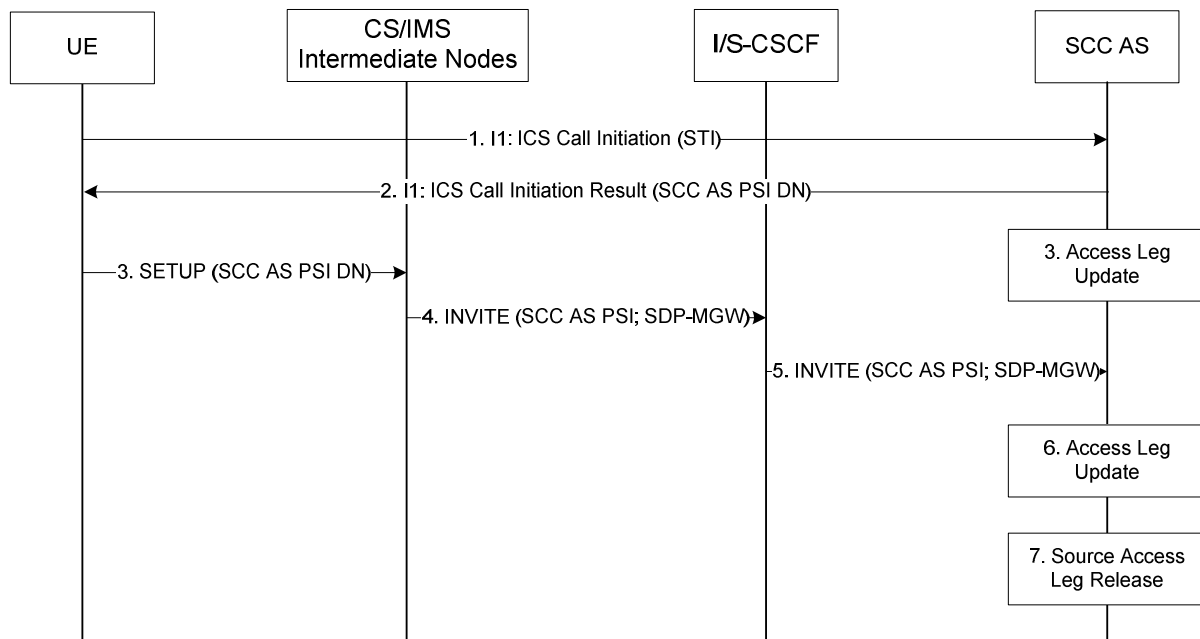 UE
CS/IMS
Intermediate Nodes
I/S-CSCF
SCC AS
1. I1: ICS Call Initiation (STI)
2. I1: ICS Call Initiation Result (SCC AS PSI DN)
3. Access Leg
Update
3. SETUP (SCC AS PSI DN)
4. INVITE (SCC AS PSI; SDP-MGW)
5. INVITE (SCC AS PSI; SDP-MGW)
6. Access Leg
Update
7. Source Access
Leg Release